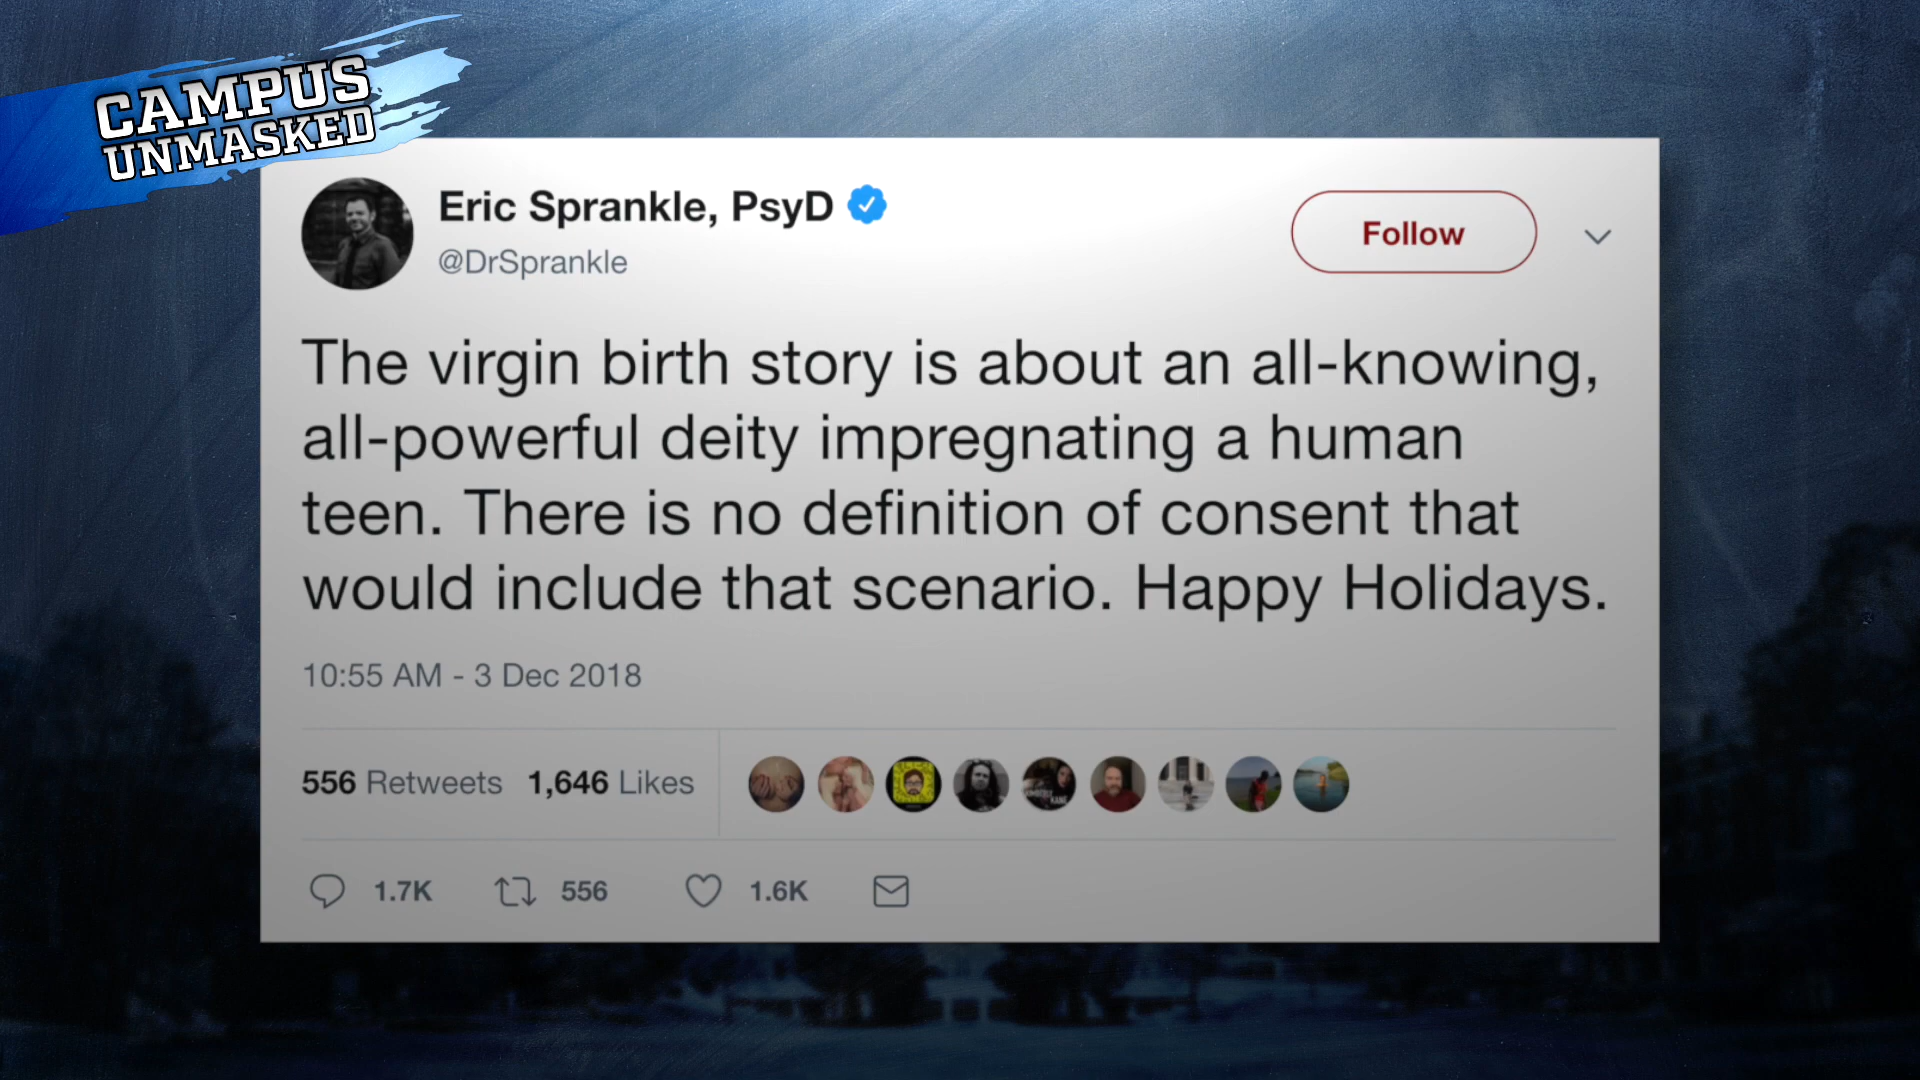 CAMPUS
UNMASKED
Eric Sprankle, PsyD
@DrSprankle
Follow
The virgin birth story is about an all-knowing,
all-powerful deity impregnating a human
teen. There is no definition of consent that
would include that scenario. Happy Holidays.
10:55 AM - 3 Dec 2018
556 Retweets 1,646 Likes
1.7K 556 1.6K